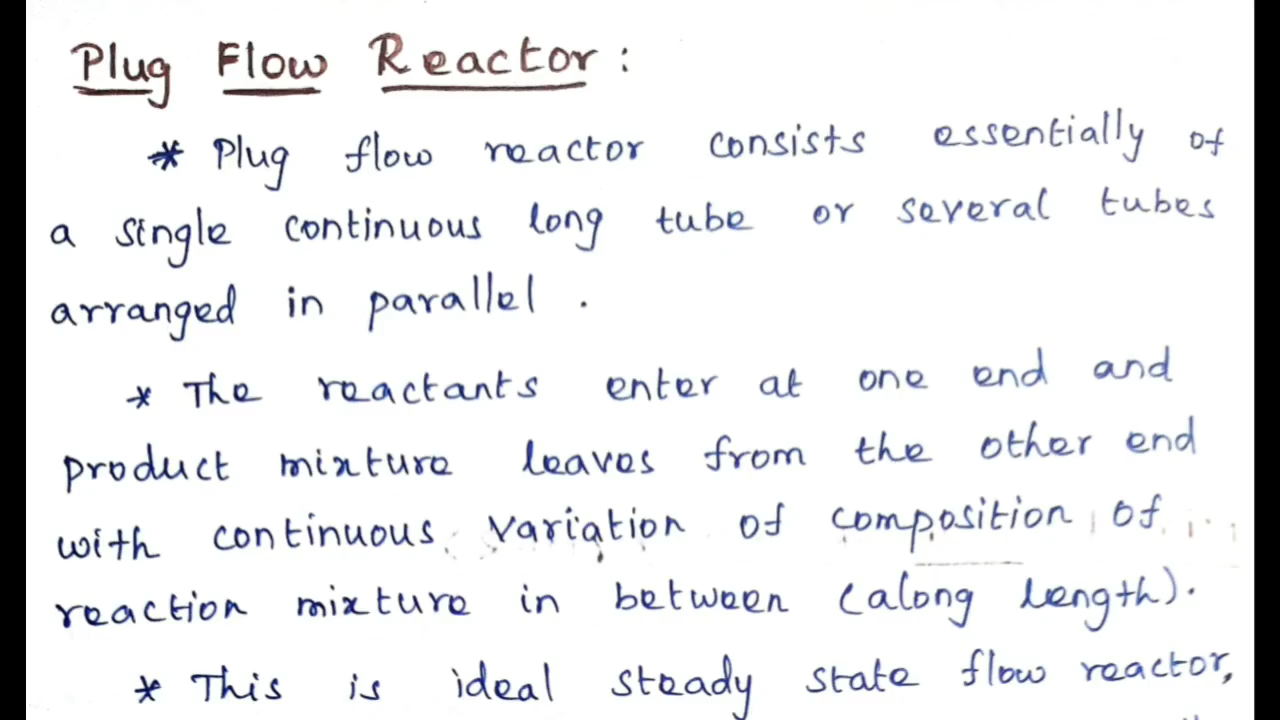 Plug Flow Reactor :
* Plug flow reactor consists essentially of
a single continuous long tube or several tubes
arranged in parallel .
* The reactants enter at one end and
product mixture leaves from the other end
with continuous variation of composition of
reaction mixture in between (along length).
* This is ideal steady state flow reactor,